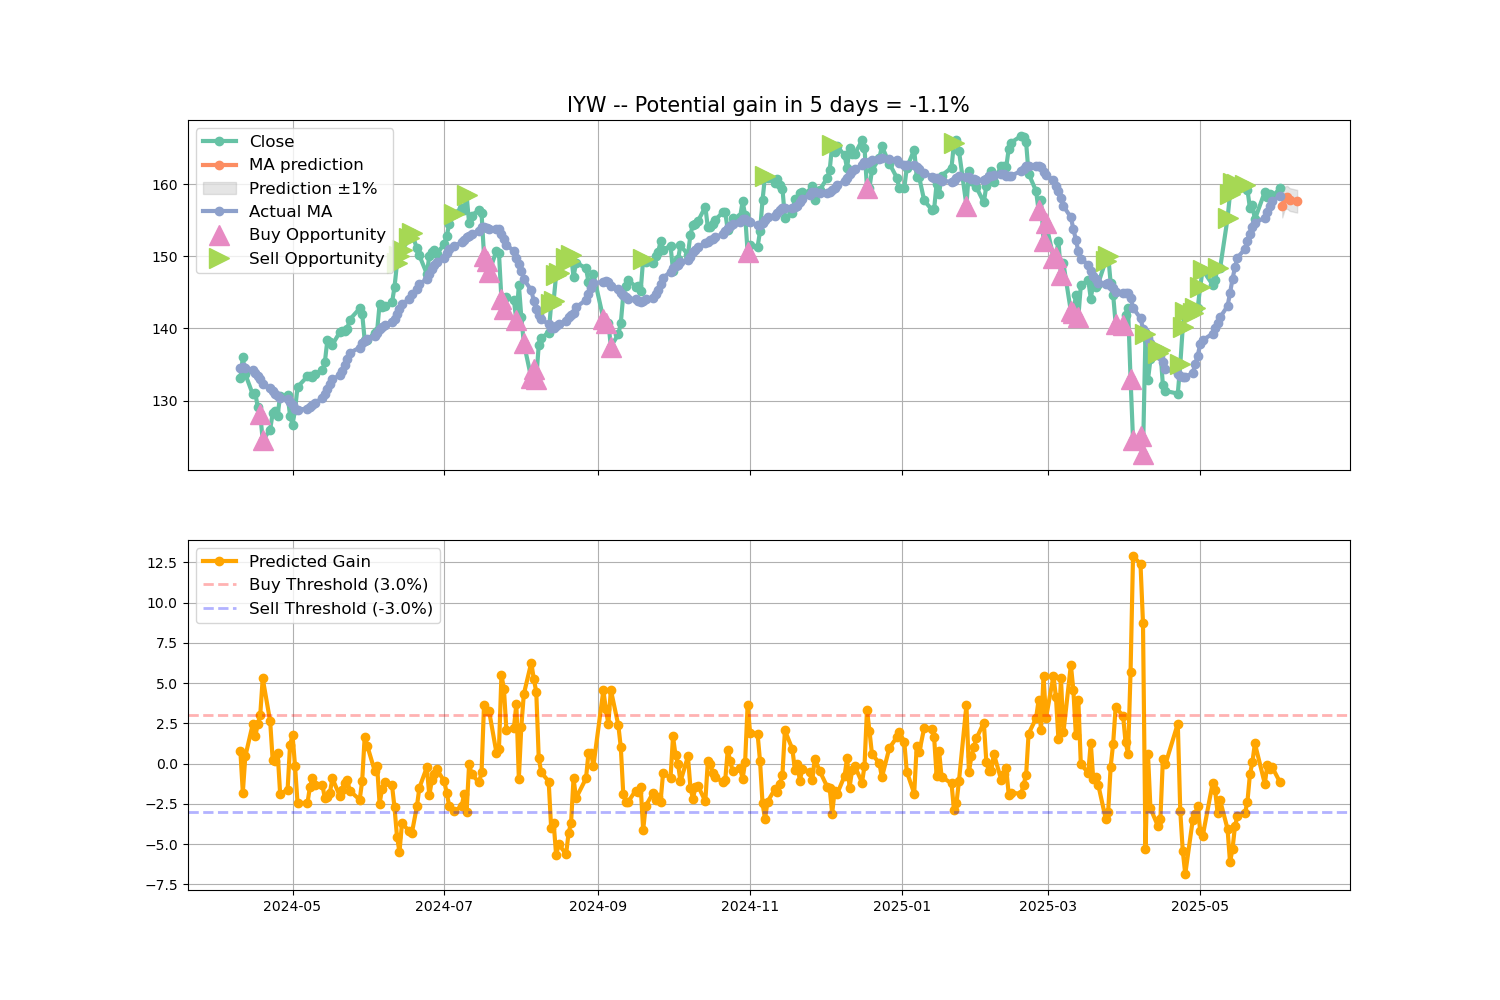 IYW -- Potential gain in 5 days = -1.1%
Close
MA prediction
Prediction ±1%
Actual MA
Buy Opportunity
Sell Opportunity
160
150
140
130
Predicted Gain
Buy Threshold (3.0%)
Sell Threshold (-3.0%)
12.5
10.0
7.5
5.0
2.5
0.0
−2.5
−5.0
−7.5
2024-05 2024-07 2024-09 2024-11 2025-01 2025-03 2025-05